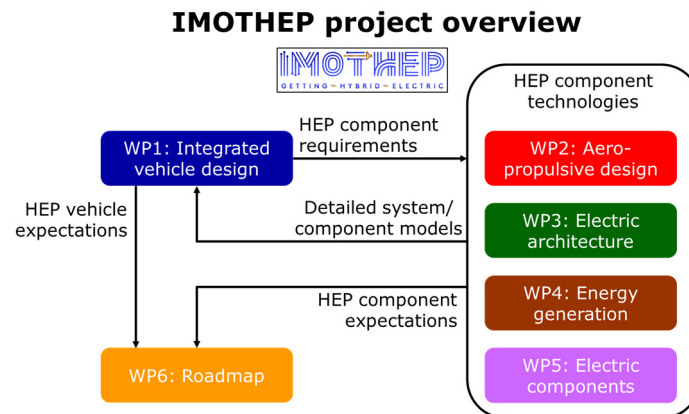 IMOTHEP project overview
IMOTHEP
GETTING-HYBRID-ELECTRIC
HEP component
technologies
HEP component
requirements
WP1: Integrated
vehicle design
WP2: Aero-
propulsive design
HEP vehicle
expectations
Detailed system/
component models
WP3: Electric
architecture
HEP component
expectations
WP4: Energy
generation
WP6: Roadmap
WP5: Electric
components